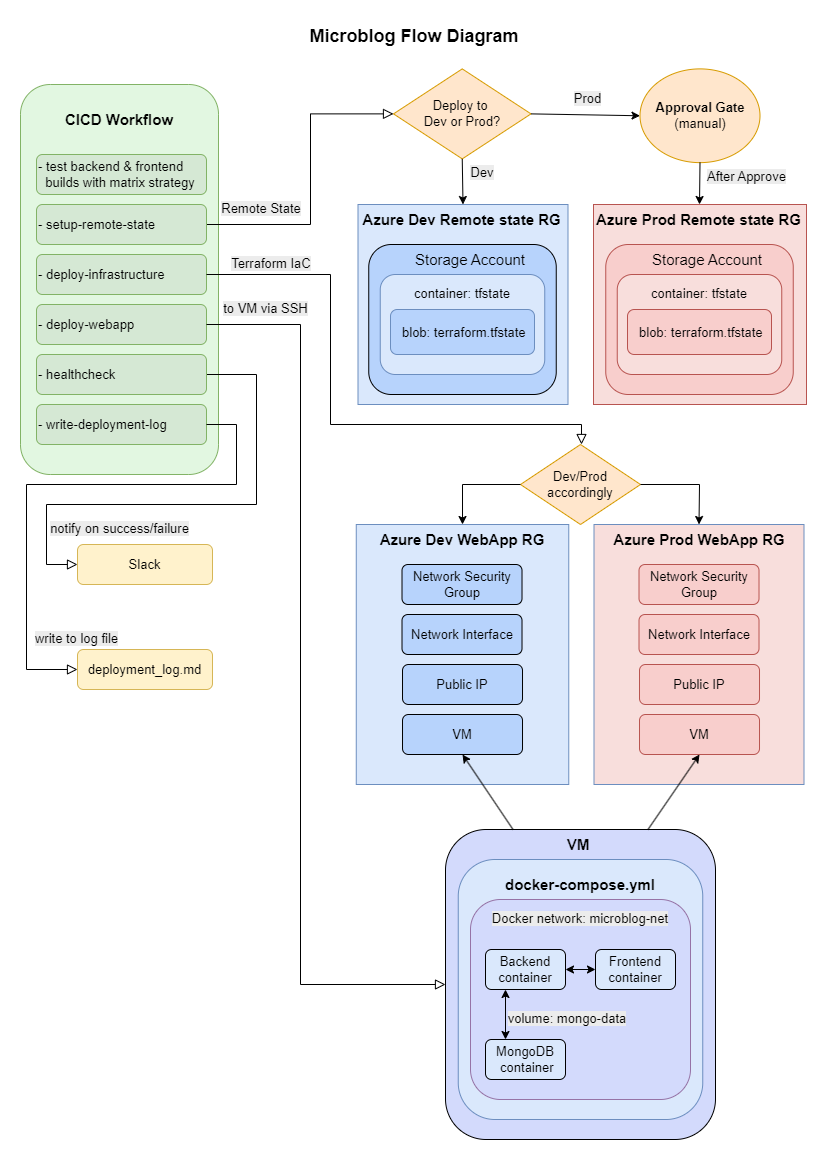 Microblog Flow Diagram
CICD Workflow
- test backend & frontend
builds with matrix strategy
- setup-remote-state
- deploy-infrastructure
- deploy-webapp
- healthcheck
- write-deployment-log
Remote State
Terraform IaC
to VM via SSH
notify on success/failure
Slack
write to log file
deployment_log.md
Deploy to
Dev or Prod?
Prod
Approval Gate
(manual)
Dev
After Approve
Azure Dev Remote state RG
Storage Account
container: tfstate
blob: terraform.tfstate
Azure Prod Remote state RG
Storage Account
container: tfstate
blob: terraform.tfstate
Dev/Prod
accordingly
Azure Dev WebApp RG
Network Security
Group
Network Interface
Public IP
VM
Azure Prod WebApp RG
Network Security
Group
Network Interface
Public IP
VM
VM
docker-compose.yml
Docker network: microblog-net
Backend
container
Frontend
container
volume: mongo-data
MongoDB
container